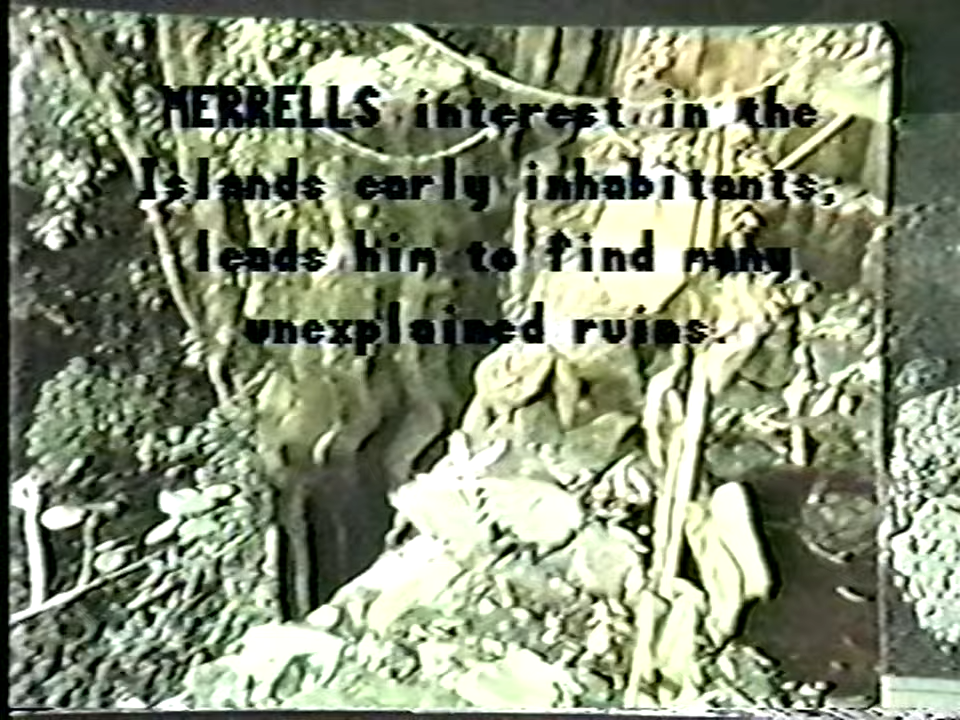 MERRELLS interest in the
Islands early inhabitants,
leads him to find many
unexplained ruins.